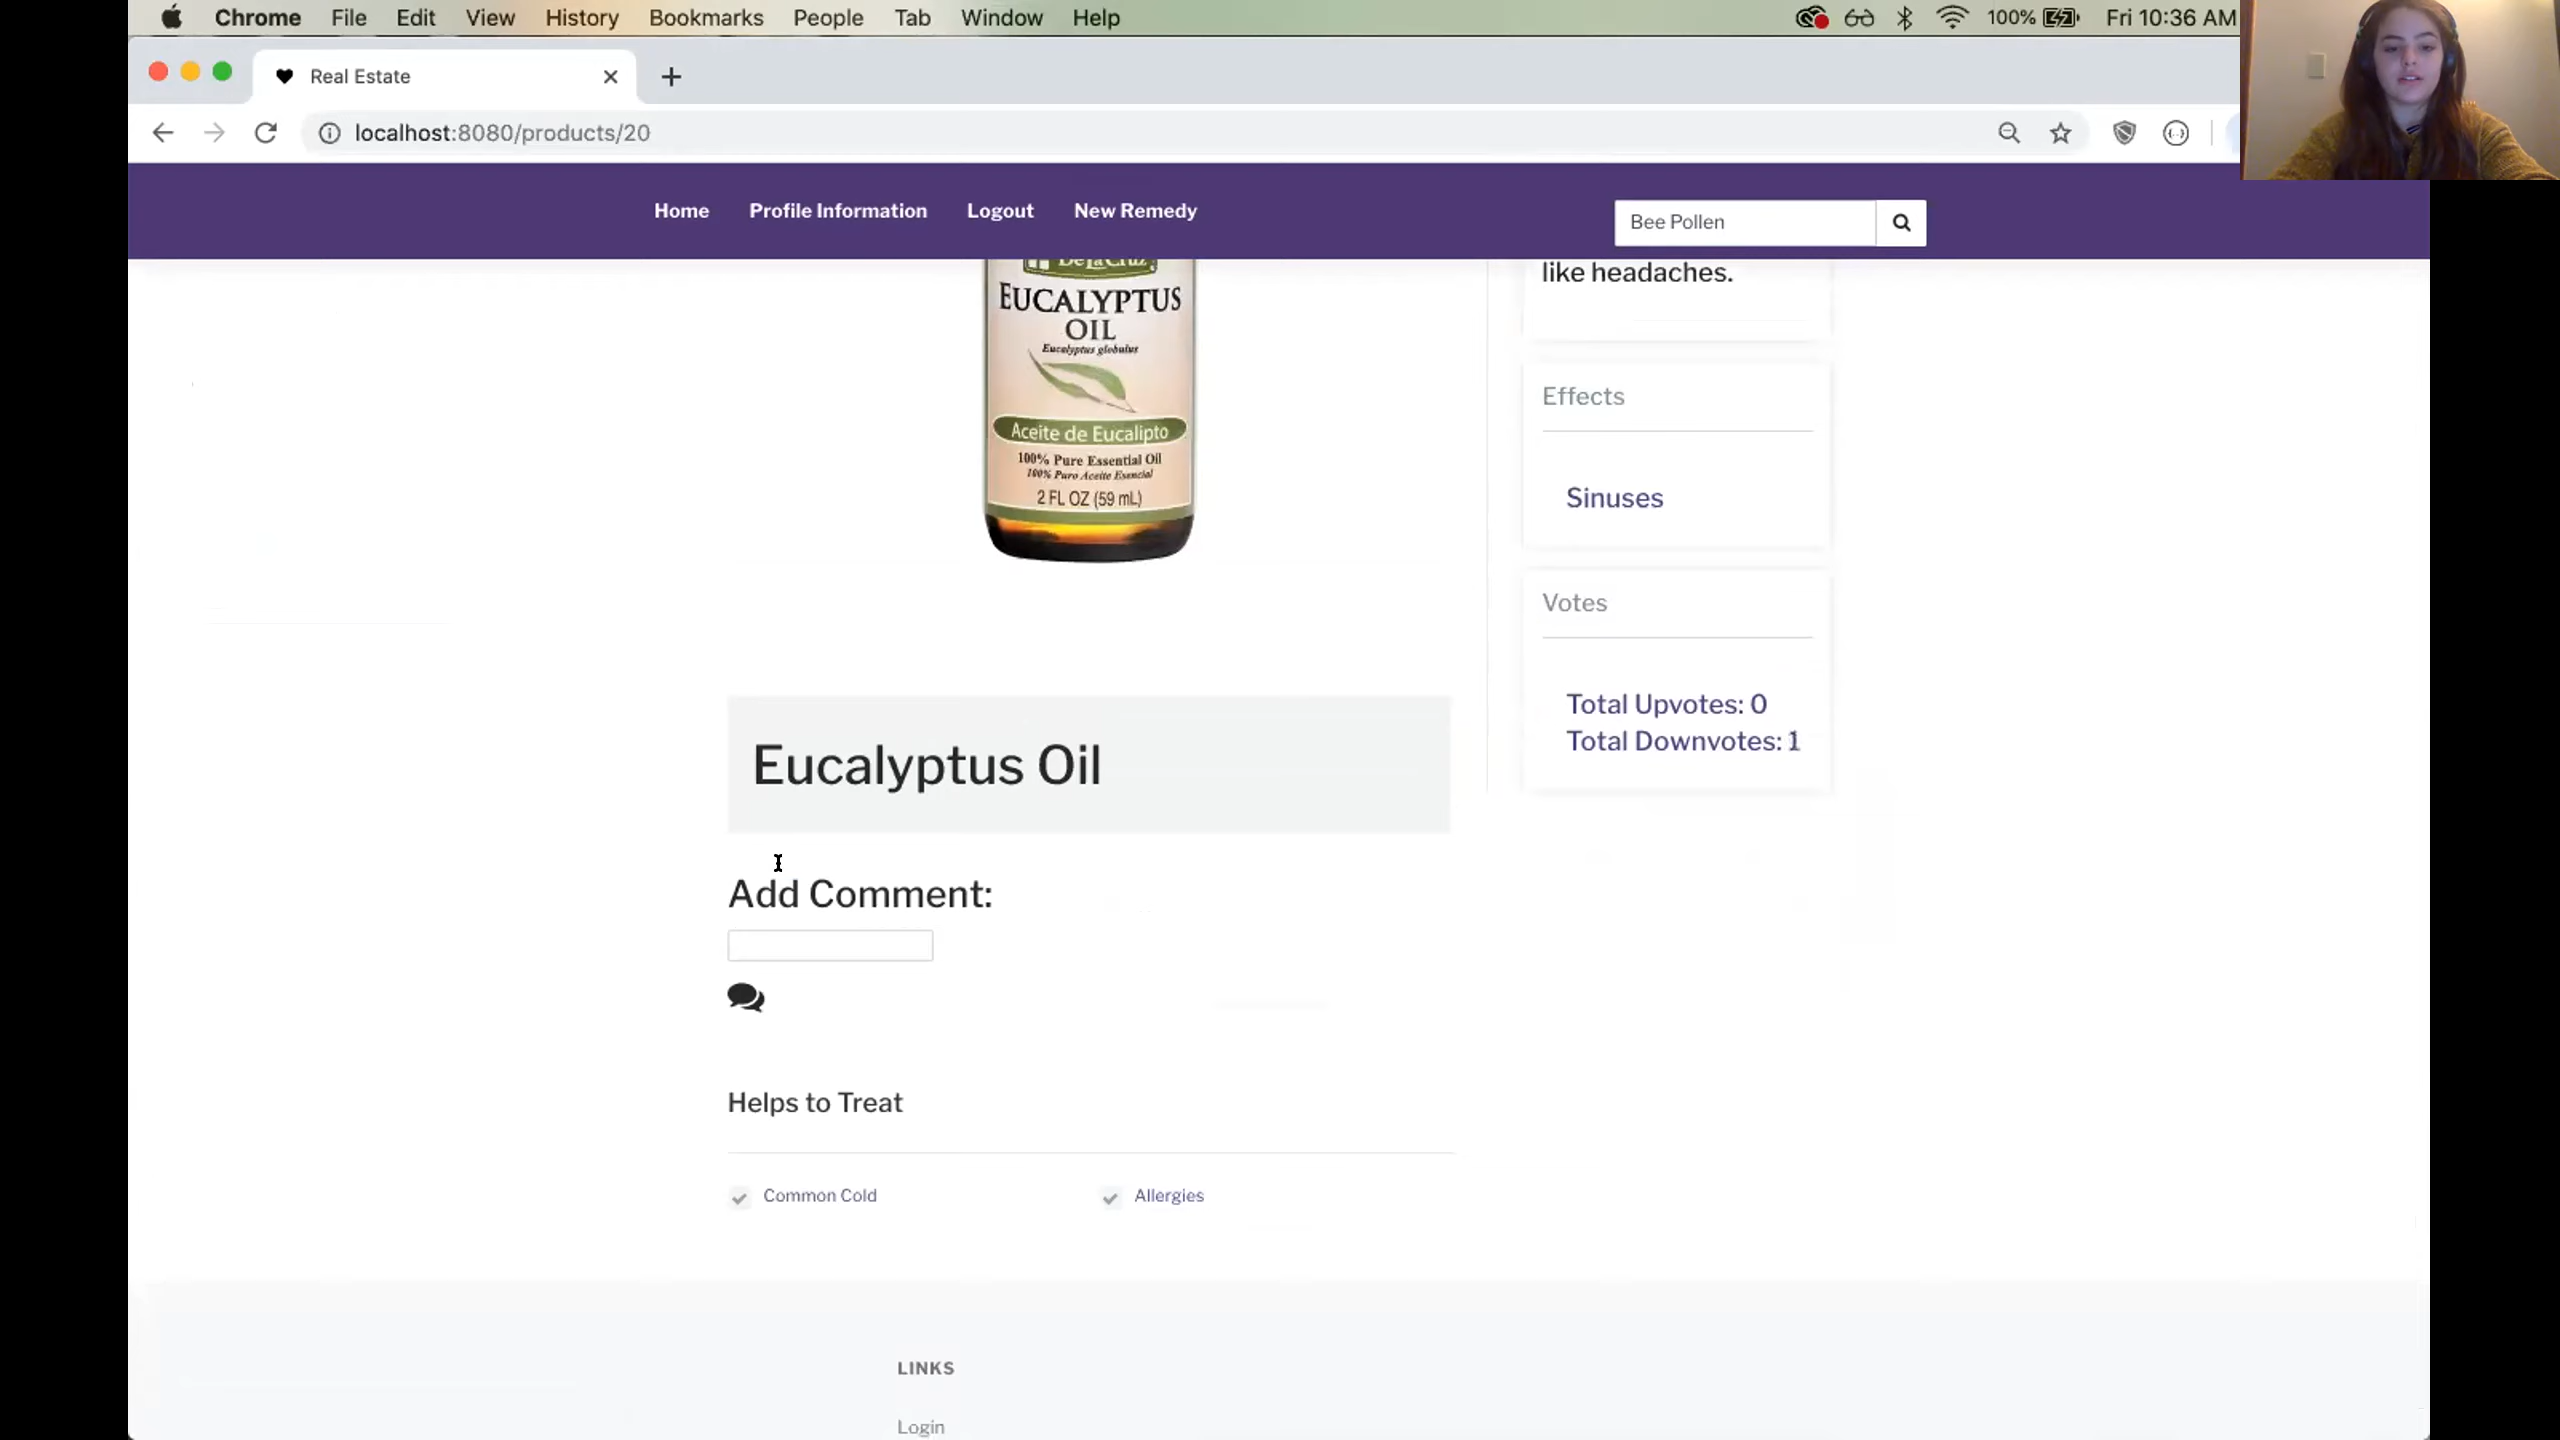 Chrome File Edit View History Bookmarks People Tab Window Help
100% Fri 10:36 AM
Real Estate
localhost:8080/products/20
Home Profile Information Logout New Remedy
Bee Pollen
DeLaCruz
EUCALYPTUS
OIL
Eucalyptus globulus
Aceite de Eucalipto
100% Pure Essential Oil
100% Puro Aceite Esencial
2 FL OZ (59 mL)
like headaches.
Effects
Sinuses
Votes
Total Upvotes: 0
Total Downvotes: 1
Eucalyptus Oil
Add Comment:
Helps to Treat
Common Cold
Allergies
LINKS
Login